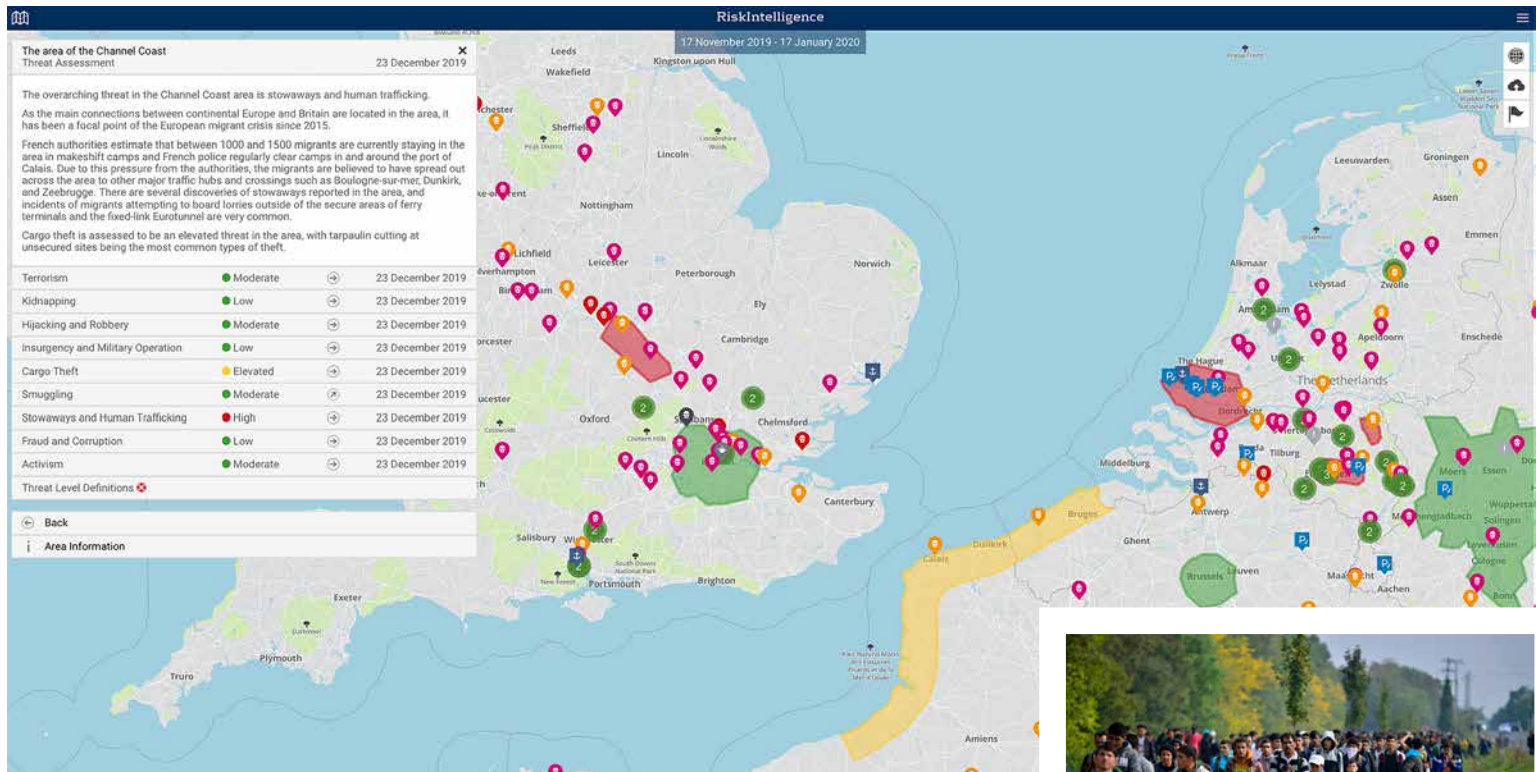 RiskIntelligence
17 November 2019 - 17 January 2020
The area of the Channel Coast
Threat Assessment 23 December 2019
The overarching threat in the Channel Coast area is stowaways and human trafficking.
As the main connections between continental Europe and Britain are located in the area, it
has been a focal point of the European migrant crisis since 2015.
French authorities estimate that between 1000 and 1500 migrants are currently staying in the
area in makeshift camps and French police regularly clear camps in and around the port of
Calais. Due to this pressure from the authorities, the migrants are believed to have spread out
across the area to other major traffic hubs and crossings such as Boulogne-sur-mer, Dunkirk,
and Zeebrugge. There are several discoveries of stowaways reported in the area, and
incidents of migrants attempting to board lorries outside of the secure areas of ferry
terminals and the fixed-link Eurotunnel are very common.
Cargo theft is assessed to be an elevated threat in the area, with tarpaulin cutting at
unsecured sites being the most common types of theft.
Terrorism Moderate 23 December 2019
Kidnapping Low 23 December 2019
Hijacking and Robbery Moderate 23 December 2019
Insurgency and Military Operation Low 23 December 2019
Cargo Theft Elevated 23 December 2019
Smuggling Moderate 23 December 2019
Stowaways and Human Trafficking High 23 December 2019
Fraud and Corruption Low 23 December 2019
Activism Moderate 23 December 2019
Threat Level Definitions
Back
Area Information
Leeds
Kingston upon Hull
Wakefield
Lincoln
Nottingham
Lichfield
Leicester
Peterborough
Norwich
Ely
Cambridge
Oxford
Chelmsford
Canterbury
Salisbury
Portsmouth
Brighton
Exeter
Plymouth
Truro
Leeuwarden
Groningen
Assen
Emmen
Alkmaar
Lelystad
Zwolle
Apeldoorn
Enschede
The Hague
The Netherlands
Tilburg
Middelburg
Antwerp
Bruges
Ghent
Dunkirk
Calais
Brussels
Leuven
Aachen
Moers
Essen
Cologne
Bonn
Amiens
2
2
2
2
2
2
2
2
3
2
2
2